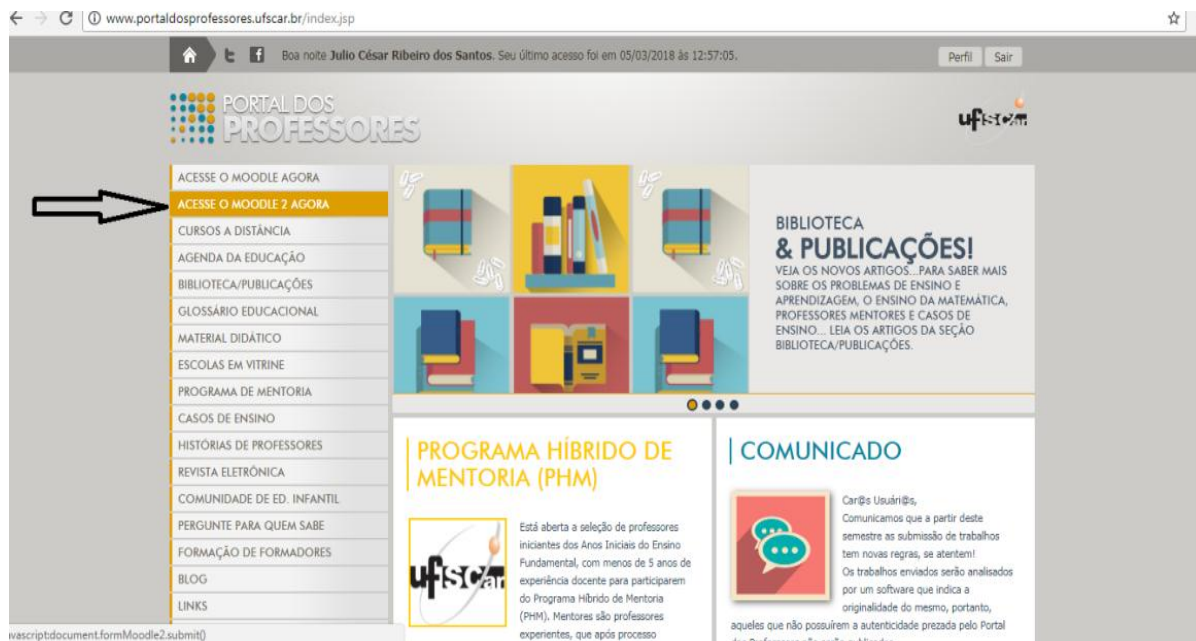 www.portaldosprofessores.ufscar.br/index.jsp
Boa noite Julio César Ribeiro dos Santos. Seu último acesso foi em 05/03/2018 às 12:57:05.
Perfil
Sair
PORTAL DOS
PROFESSORES
ufscar
ACESSE O MOODLE AGORA
ACESSE O MOODLE 2 AGORA
CURSOS A DISTÂNCIA
AGENDA DA EDUCAÇÃO
BIBLIOTECA/PUBLICAÇÕES
GLOSSÁRIO EDUCACIONAL
MATERIAL DIDÁTICO
ESCOLAS EM VITRINE
PROGRAMA DE MENTORIA
CASOS DE ENSINO
HISTÓRIAS DE PROFESSORES
REVISTA ELETRÔNICA
COMUNIDADE DE ED. INFANTIL
PERGUNTE PARA QUEM SABE
FORMAÇÃO DE FORMADORES
BLOG
LINKS
BIBLIOTECA
& PUBLICAÇÕES!
VEJA OS NOVOS ARTIGOS...PARA SABER MAIS
SOBRE OS PROBLEMAS DE ENSINO E
APRENDIZAGEM, O ENSINO DA MATEMÁTICA,
PROFESSORES MENTORES E CASOS DE
ENSINO... LEIA OS ARTIGOS DA SEÇÃO
BIBLIOTECA/PUBLICAÇÕES.
PROGRAMA HÍBRIDO DE
MENTORIA (PHM)
ufscar
Está aberta a seleção de professores
iniciantes dos Anos Iniciais do Ensino
Fundamental, com menos de 5 anos de
experiência docente para participarem
do Programa Híbrido de Mentoria
(PHM). Mentores são professores
experientes, que após processo
COMUNICADO
Car@s Usuári@s,
Comunicamos que a partir deste
semestre as submissão de trabalhos
tem novas regras, se atentem!
Os trabalhos enviados serão analisados
por um software que indica a
originalidade do mesmo, portanto,
aqueles que não possuírem a autenticidade prezada pelo Portal
dos Professores não serão publicados
vascript:document.formMoodle2.submit()